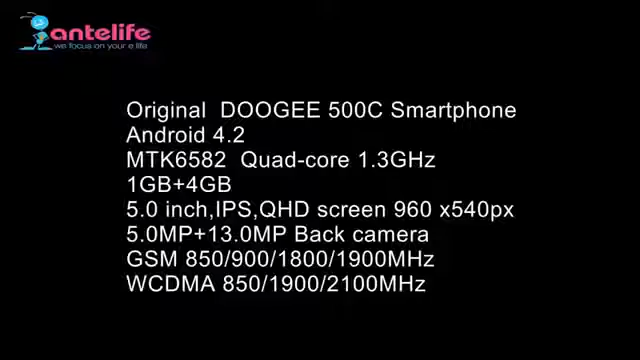 antelife
we focus on your e life
Original DOOGEE 500C Smartphone
Android 4.2
MTK6582 Quad-core 1.3GHz
1GB+4GB
5.0 inch,IPS,QHD screen 960 x540px
5.0MP+13.0MP Back camera
GSM 850/900/1800/1900MHz
WCDMA 850/1900/2100MHz